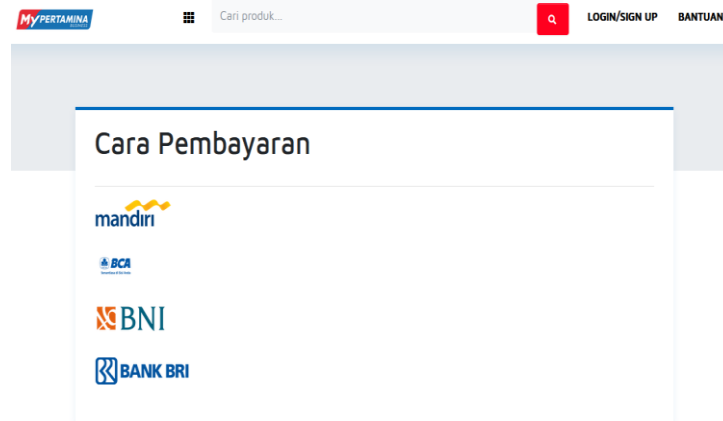 MyPERTAMINA
Cari produk...
LOGIN/SIGN UP
BANTUAN
Cara Pembayaran
mandiri
BCA
BNI
BANK BRI